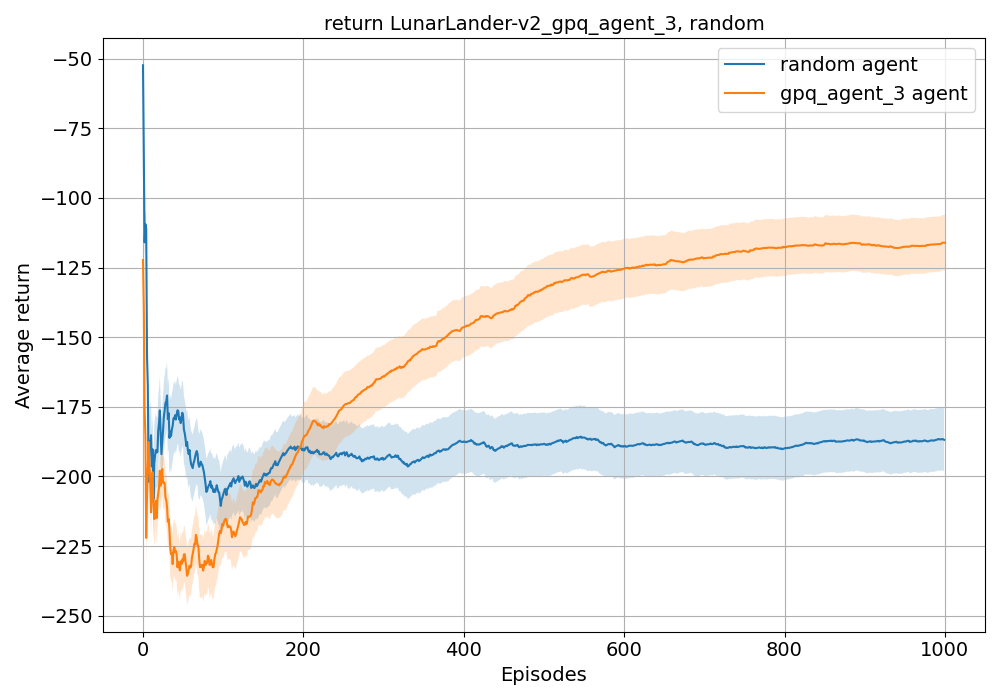 return LunarLander-v2_gpq_agent_3, random
random agent
gpq_agent_3 agent
Average return
−50
−75
−100
−125
−150
−175
−200
−225
−250
0 200 400 600 800 1000
Episodes